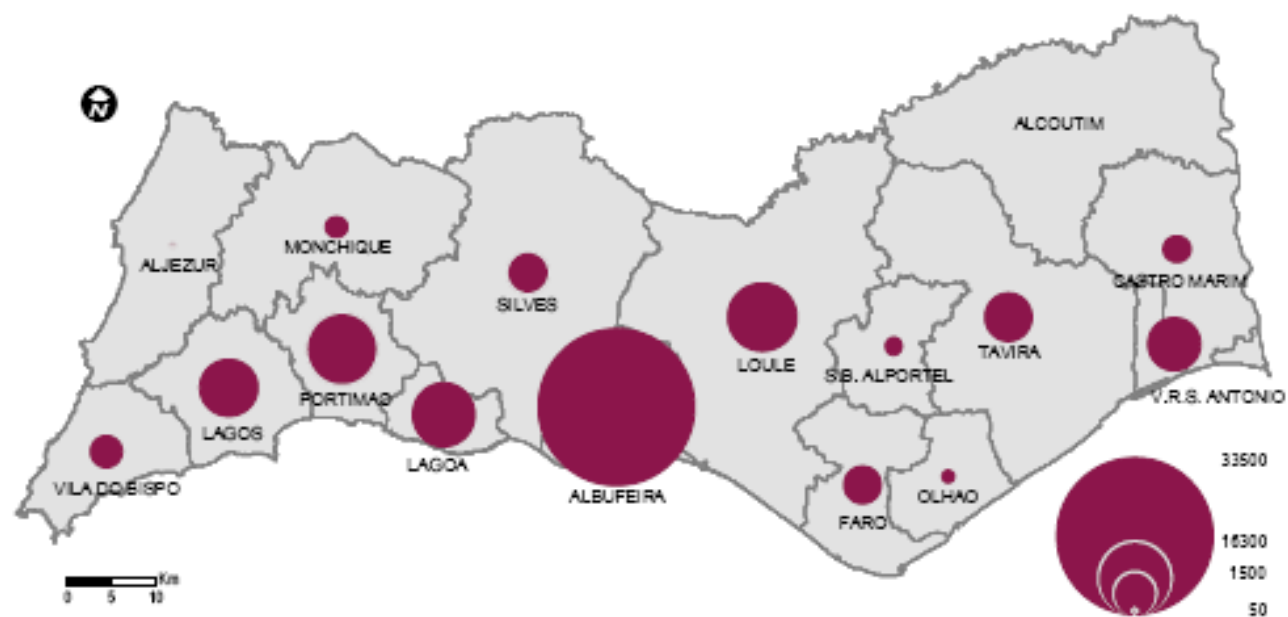 N
ALCOUTIM
MONCHIQUE
ALJEZUR
CASTRO MARIM
SILVES
TAVIRA
LOULE
S.B. ALPORTEL
PORTIMAO
V.R.S. ANTONIO
LAGOS
LAGOA
VILA DO BISPO
ALBUFEIRA
OLHAO
FARO
33500
16300
1500
50
Km
0 5 10